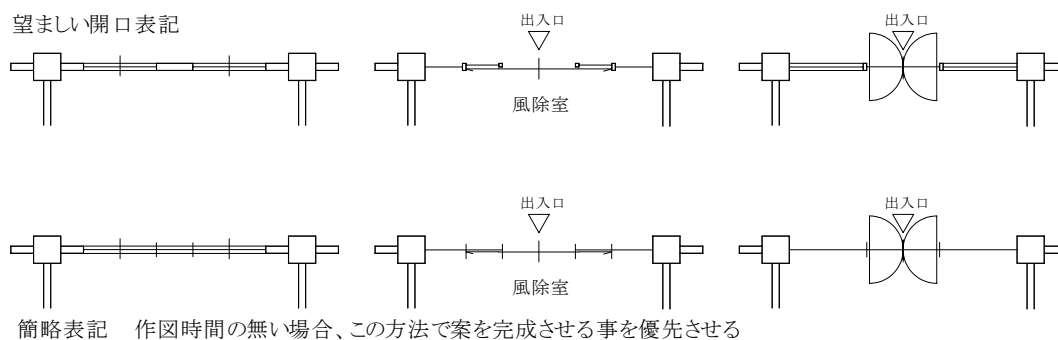 望ましい開口表記
出入口
出入口
風除室
出入口
出入口
風除室
簡略表記　作図時間の無い場合、この方法で案を完成させる事を優先させる